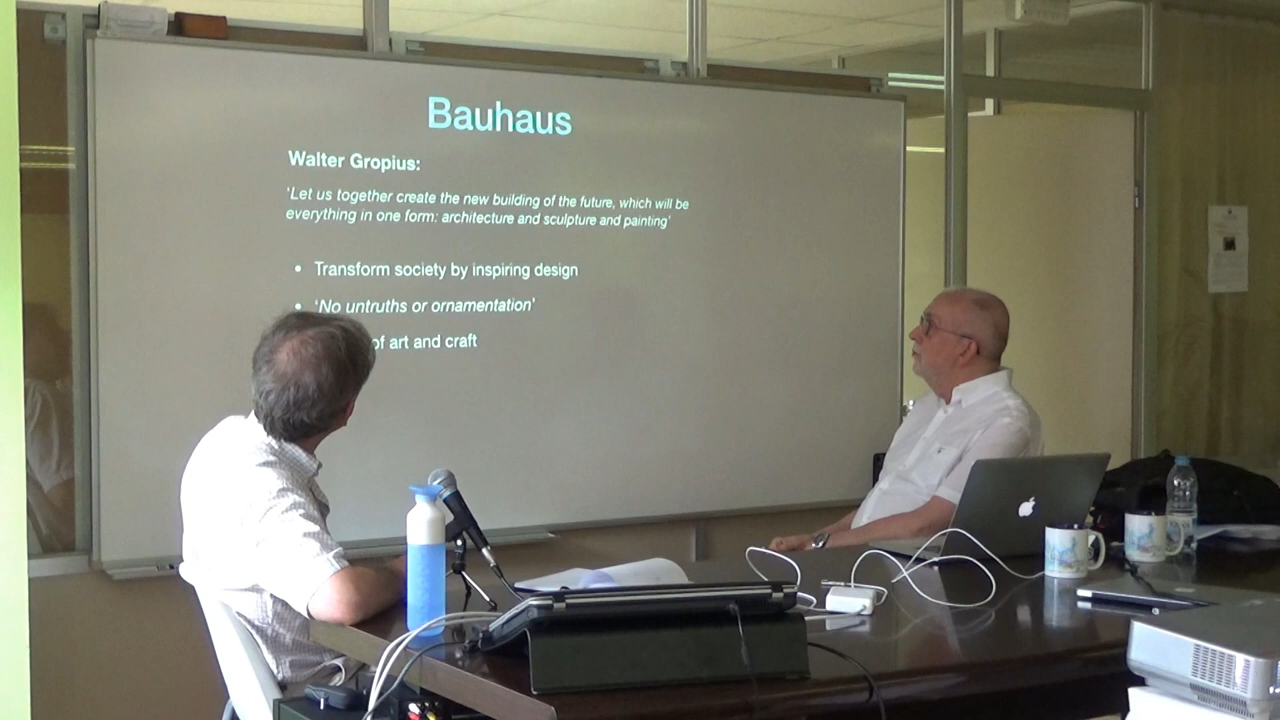 Bauhaus
Walter Gropius:
'Let us together create the new building of the future, which will be
everything in one form: architecture and sculpture and painting'
• Transform society by inspiring design
• 'No untruths or ornamentation'
of art and craft